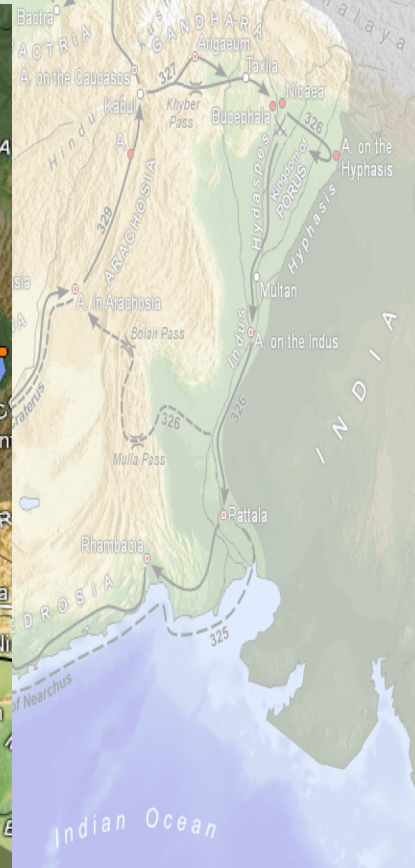 Bactra
GANDHARA
ACTRIA
Arigaeum
Taxila
A. on the Caucasos
327
Kabul
Khyber
Pass
Nicaea
Bucephala
326
Hindu
A.
A. on the
Hyphasis
Kingdom of
PORUS
Hydaspes
Hyphasis
ARACHOSIA
329
Multan
A. in Arachosia
Bolan Pass
Indus
A. on the Indus
INDIA
Craterus
326
326
Mulla Pass
Pattala
Rhambacia
DROSIA
325
of Nearchus
Indian Ocean